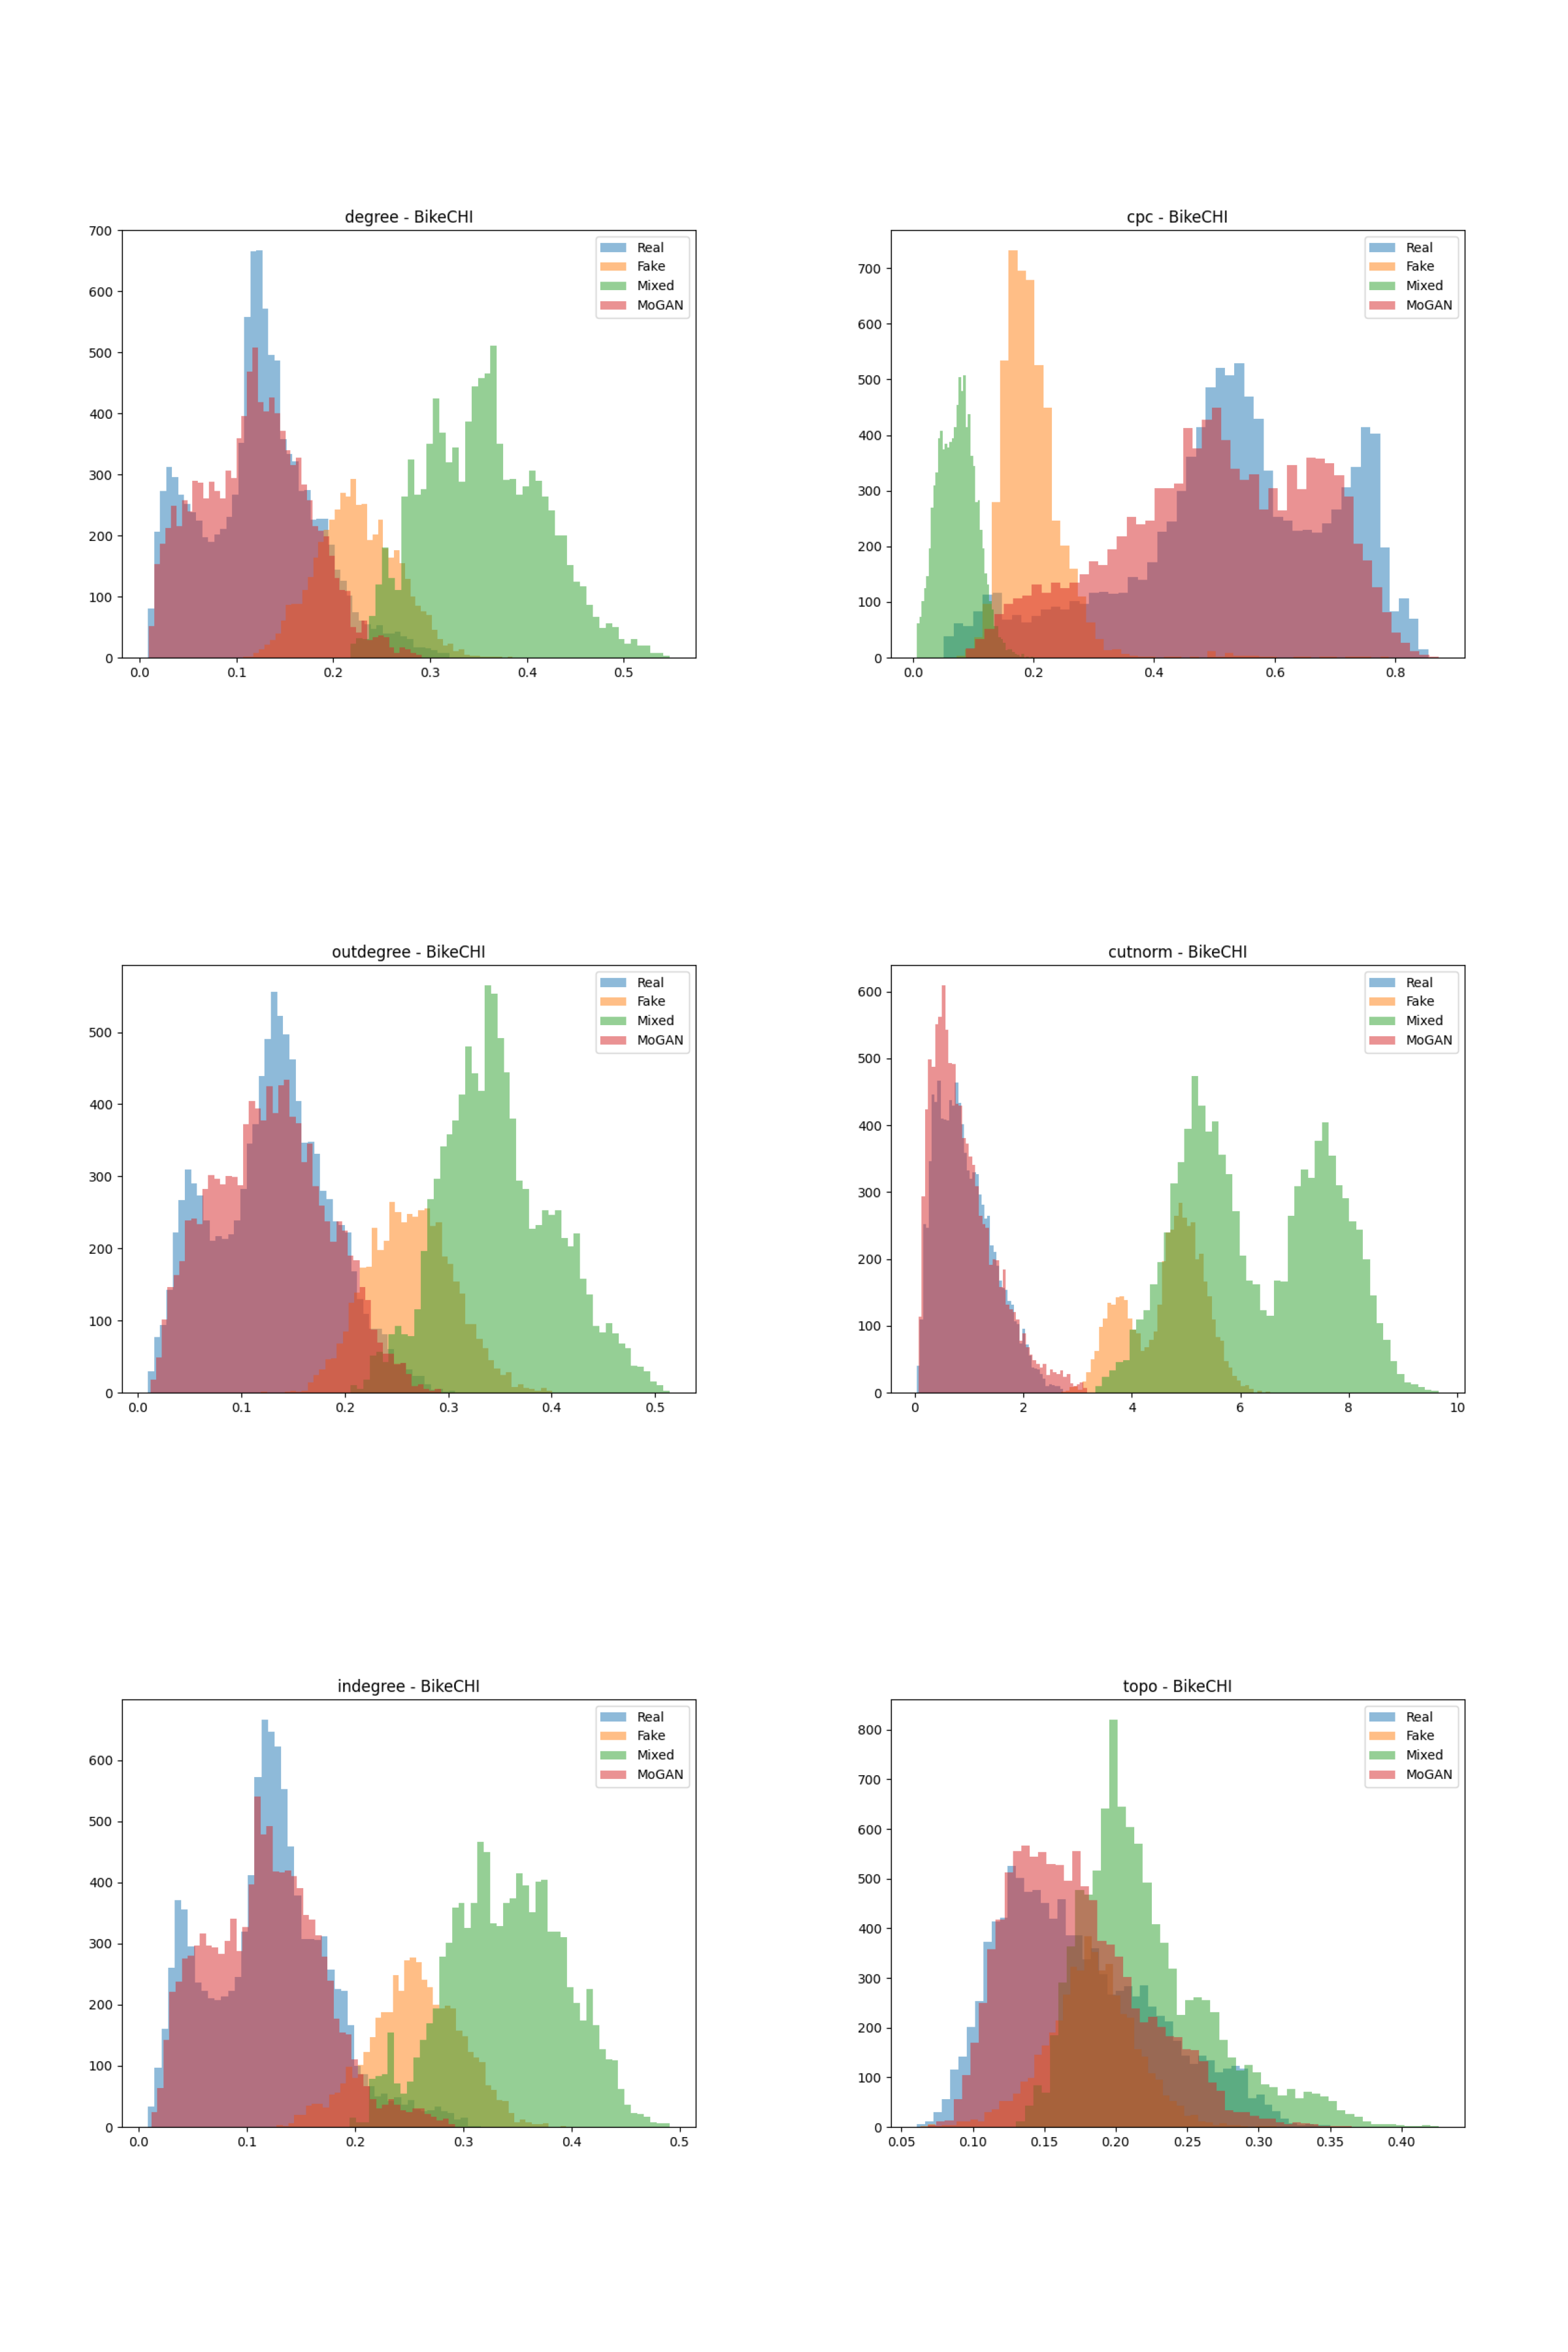 degree - BikeCHI
700
600
500
400
300
200
100
0
0.0 0.1 0.2 0.3 0.4 0.5
Real
Fake
Mixed
MoGAN
cpc - BikeCHI
700
600
500
400
300
200
100
0
0.0 0.2 0.4 0.6 0.8
Real
Fake
Mixed
MoGAN
outdegree - BikeCHI
500
400
300
200
100
0
0.0 0.1 0.2 0.3 0.4 0.5
Real
Fake
Mixed
MoGAN
cutnorm - BikeCHI
600
500
400
300
200
100
0
0 2 4 6 8 10
Real
Fake
Mixed
MoGAN
indegree - BikeCHI
600
500
400
300
200
100
0
0.0 0.1 0.2 0.3 0.4 0.5
Real
Fake
Mixed
MoGAN
topo - BikeCHI
800
700
600
500
400
300
200
100
0
0.05 0.10 0.15 0.20 0.25 0.30 0.35 0.40
Real
Fake
Mixed
MoGAN